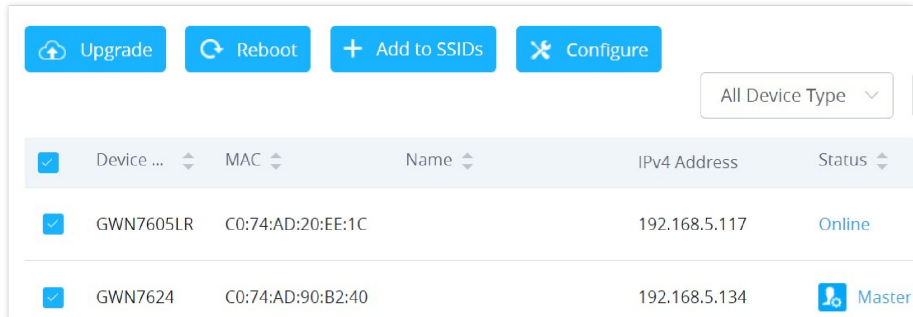 Upgrade Reboot Add to SSIDs Configure
All Device Type
Device ... MAC Name IPv4 Address Status
GWN7605LR C0:74:AD:20:EE:1C 192.168.5.117 Online
GWN7624 C0:74:AD:90:B2:40 192.168.5.134 Master